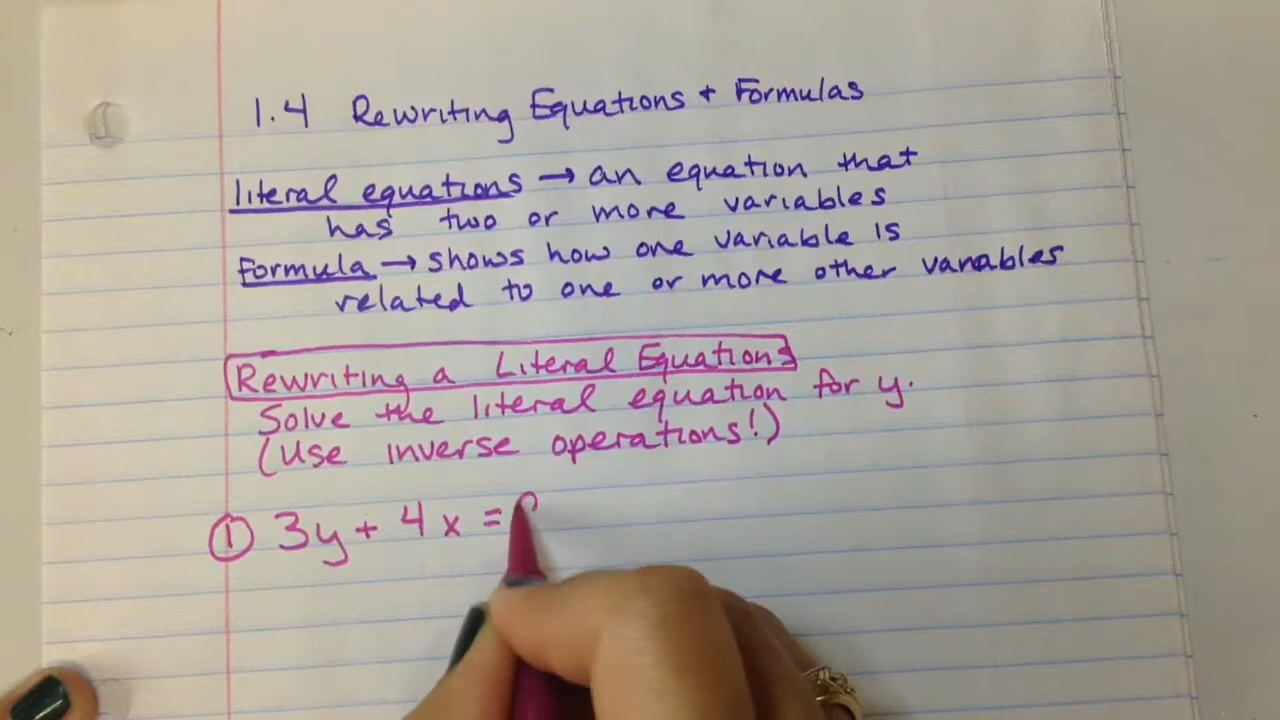 1.4 Rewriting Equations + Formulas
literal equations → an equation that
has two or more variables
formula → shows how one variable is
related to one or more other variables
Rewriting a Literal Equation
Solve the literal equation for y.
(Use inverse operations!)
① 3y + 4x =